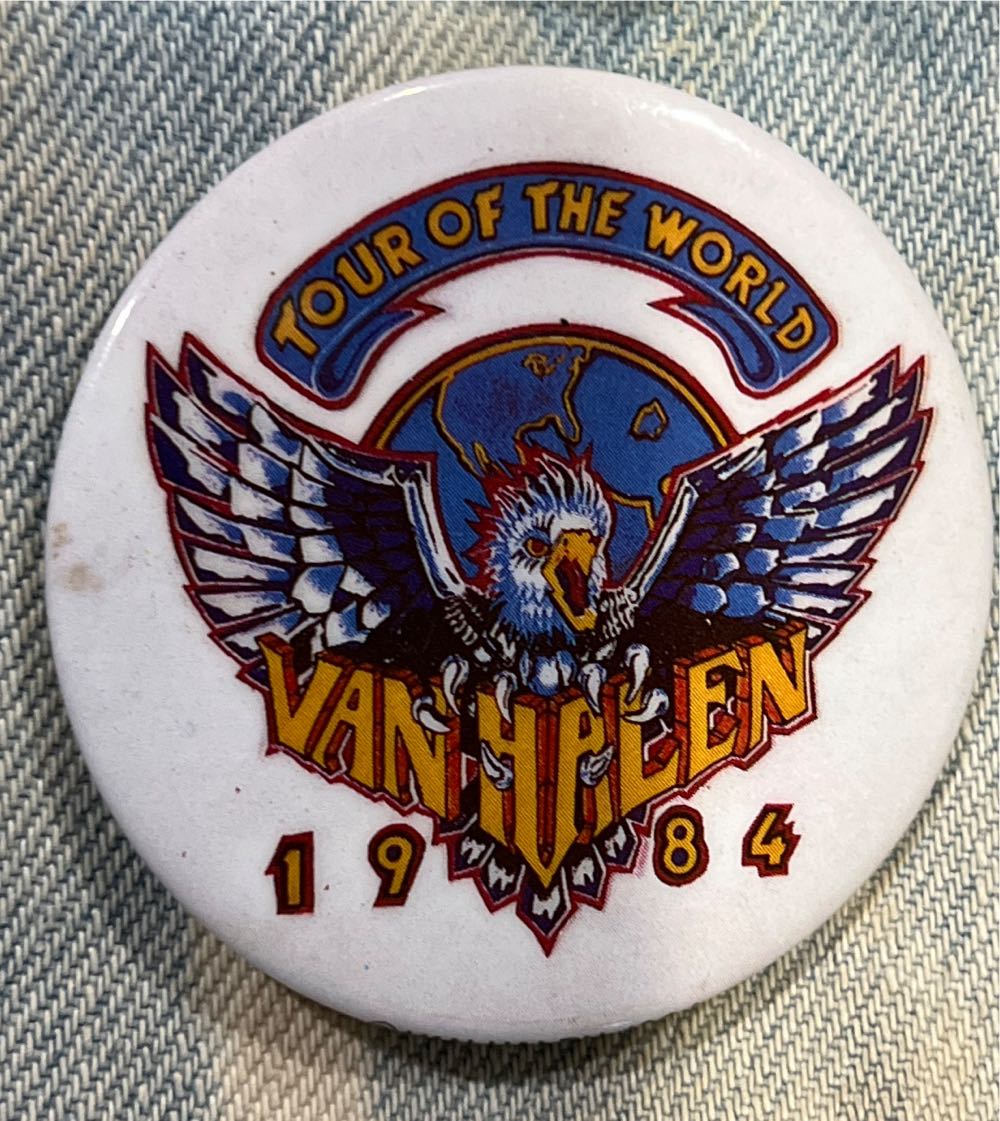 TOUR OF THE WORLD
VAN HALEN
1984